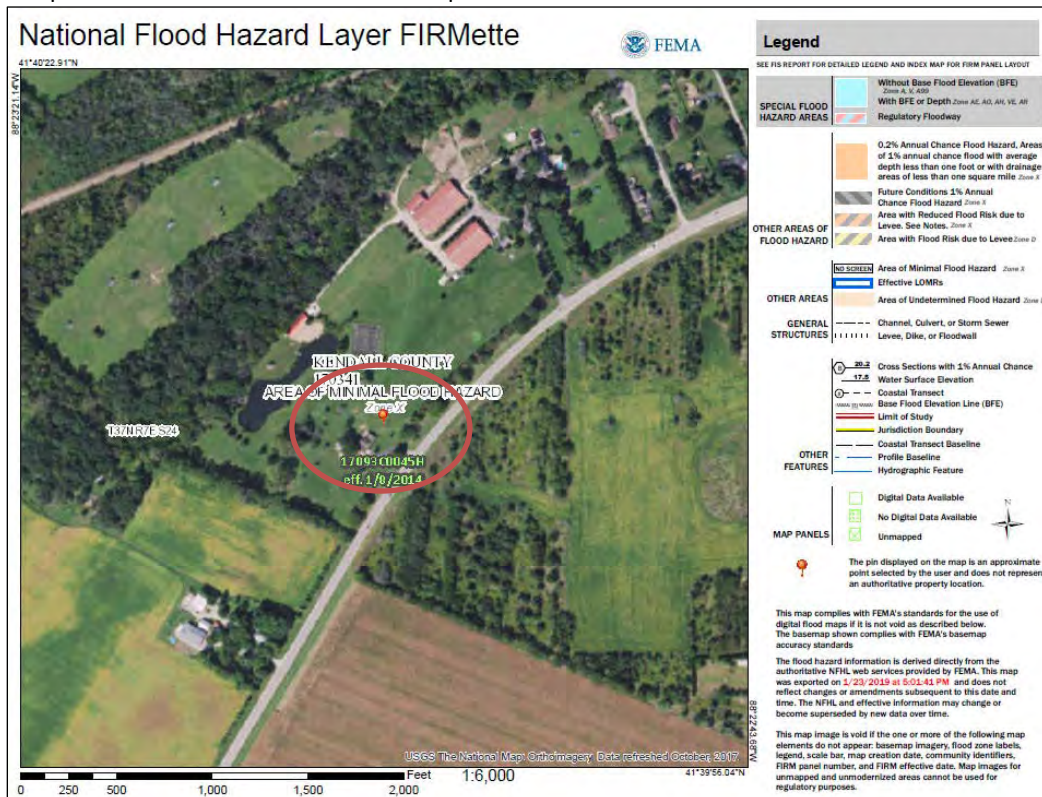 National Flood Hazard Layer FIRMette
FEMA
41°40'22.91"N
88°23'21.14"W
KENDALL COUNTY
170341
AREA OF MINIMAL FLOOD HAZARD
Zone X
T37N R7E S24
17093C0045H
eff. 1/8/2014
USGS The National Map: Orthoimagery. Data refreshed October, 2017
88°22'43.68"W
Feet
1:6,000
41°39'56.04"N
0 250 500 1,000 1,500 2,000
Legend
SEE FIS REPORT FOR DETAILED LEGEND AND INDEX MAP FOR FIRM PANEL LAYOUT
SPECIAL FLOOD
HAZARD AREAS
Without Base Flood Elevation (BFE)
Zone A, V, A99
With BFE or Depth Zone AE, AO, AH, VE, AR
Regulatory Floodway
OTHER AREAS OF
FLOOD HAZARD
0.2% Annual Chance Flood Hazard, Areas
of 1% annual chance flood with average
depth less than one foot or with drainage
areas of less than one square mile Zone X
Future Conditions 1% Annual
Chance Flood Hazard Zone X
Area with Reduced Flood Risk due to
Levee. See Notes. Zone X
Area with Flood Risk due to Levee Zone D
OTHER AREAS
NO SCREEN Area of Minimal Flood Hazard Zone X
Effective LOMRs
Area of Undetermined Flood Hazard Zone
GENERAL
STRUCTURES
Channel, Culvert, or Storm Sewer
Levee, Dike, or Floodwall
OTHER
FEATURES
20.2 Cross Sections with 1% Annual Chance
17.5 Water Surface Elevation
Coastal Transect
Base Flood Elevation Line (BFE)
Limit of Study
Jurisdiction Boundary
Coastal Transect Baseline
Profile Baseline
Hydrographic Feature
MAP PANELS
Digital Data Available
No Digital Data Available
Unmapped
N
The pin displayed on the map is an approximate
point selected by the user and does not represen
an authoritative property location.
This map complies with FEMA's standards for the use of
digital flood maps if it is not void as described below.
The basemap shown complies with FEMA's basemap
accuracy standards
The flood hazard information is derived directly from the
authoritative NFHL web services provided by FEMA. This map
was exported on 1/23/2019 at 5:01:41 PM and does not
reflect changes or amendments subsequent to this date and
time. The NFHL and effective information may change or
become superseded by new data over time.
This map image is void if the one or more of the following map
elements do not appear: basemap imagery, flood zone labels,
legend, scale bar, map creation date, community identifiers,
FIRM panel number, and FIRM effective date. Map images for
unmapped and unmodernized areas cannot be used for
regulatory purposes.